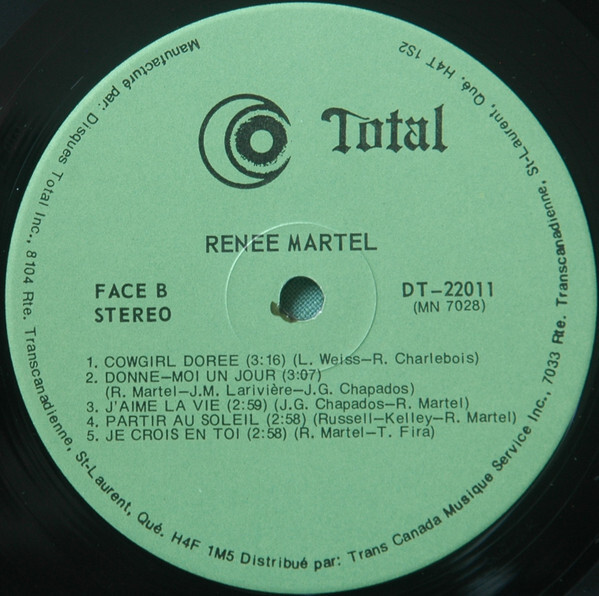 Total
RENEE MARTEL
FACE B
STEREO
DT-22011
(MN 7028)
1. COWGIRL DOREE (3:16) (L. Weiss-R. Charlebois)
2. DONNE-MOI UN JOUR (3:07)
(R. Martel-J.M. Larivière-J.G. Chapados)
3. J'AIME LA VIE (2:59) (J.G. Chapados-R. Martel)
4. PARTIR AU SOLEIL (2:58) (Russell-Kelley-R. Martel)
5. JE CROIS EN TOI (2:58) (R. Martel-T. Fira)
Manufacturé par: Disques Total Inc., 8104 Rte. Transcanadienne, St-Laurent, Qué. H4F 1M5 Distribué par: Trans Canada Musique Service Inc., 7033 Rte. Transcanadienne, St-Laurent, Qué. H4T 1S2